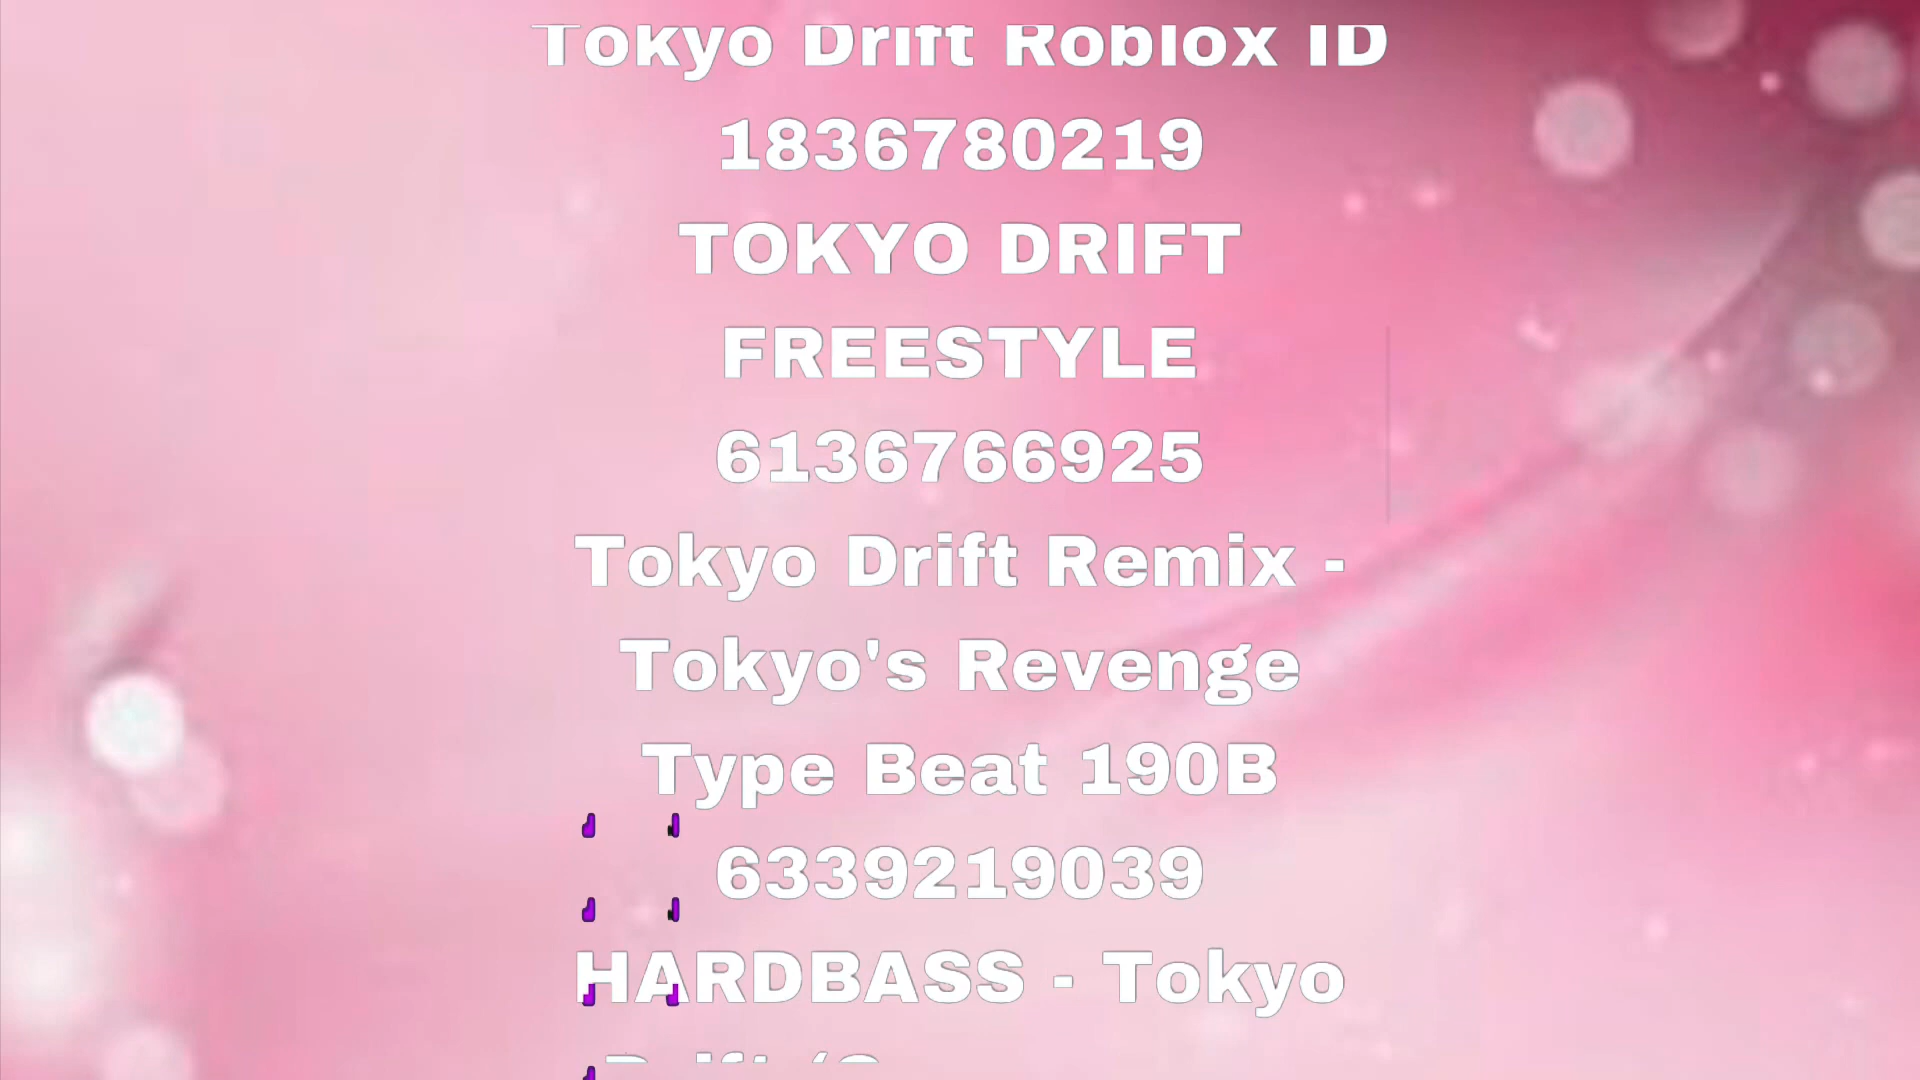 Tokyo Drift Roblox ID
1836780219
TOKYO DRIFT
FREESTYLE
6136766925
Tokyo Drift Remix -
Tokyo's Revenge
Type Beat 190B
6339219039
HARDBASS - Tokyo